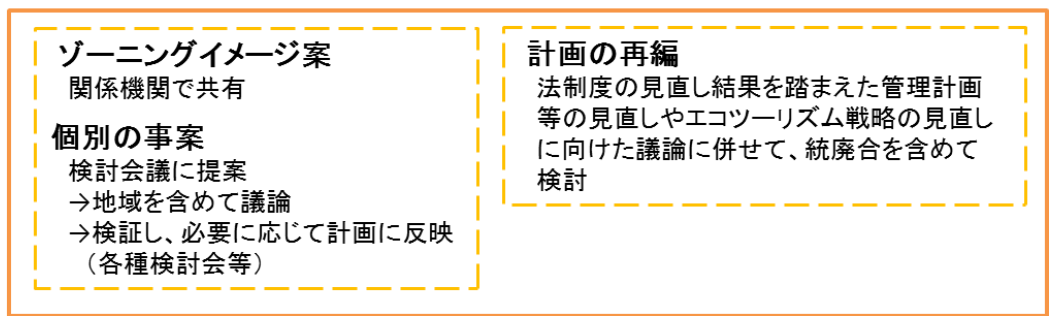 ゾーニングイメージ案
関係機関で共有
個別の事案
検討会議に提案
→地域を含めて議論
→検証し、必要に応じて計画に反映
（各種検討会等）
計画の再編
法制度の見直し結果を踏まえた管理計画
等の見直しやエコツーリズム戦略の見直し
に向けた議論に併せて、統廃合を含めて
検討